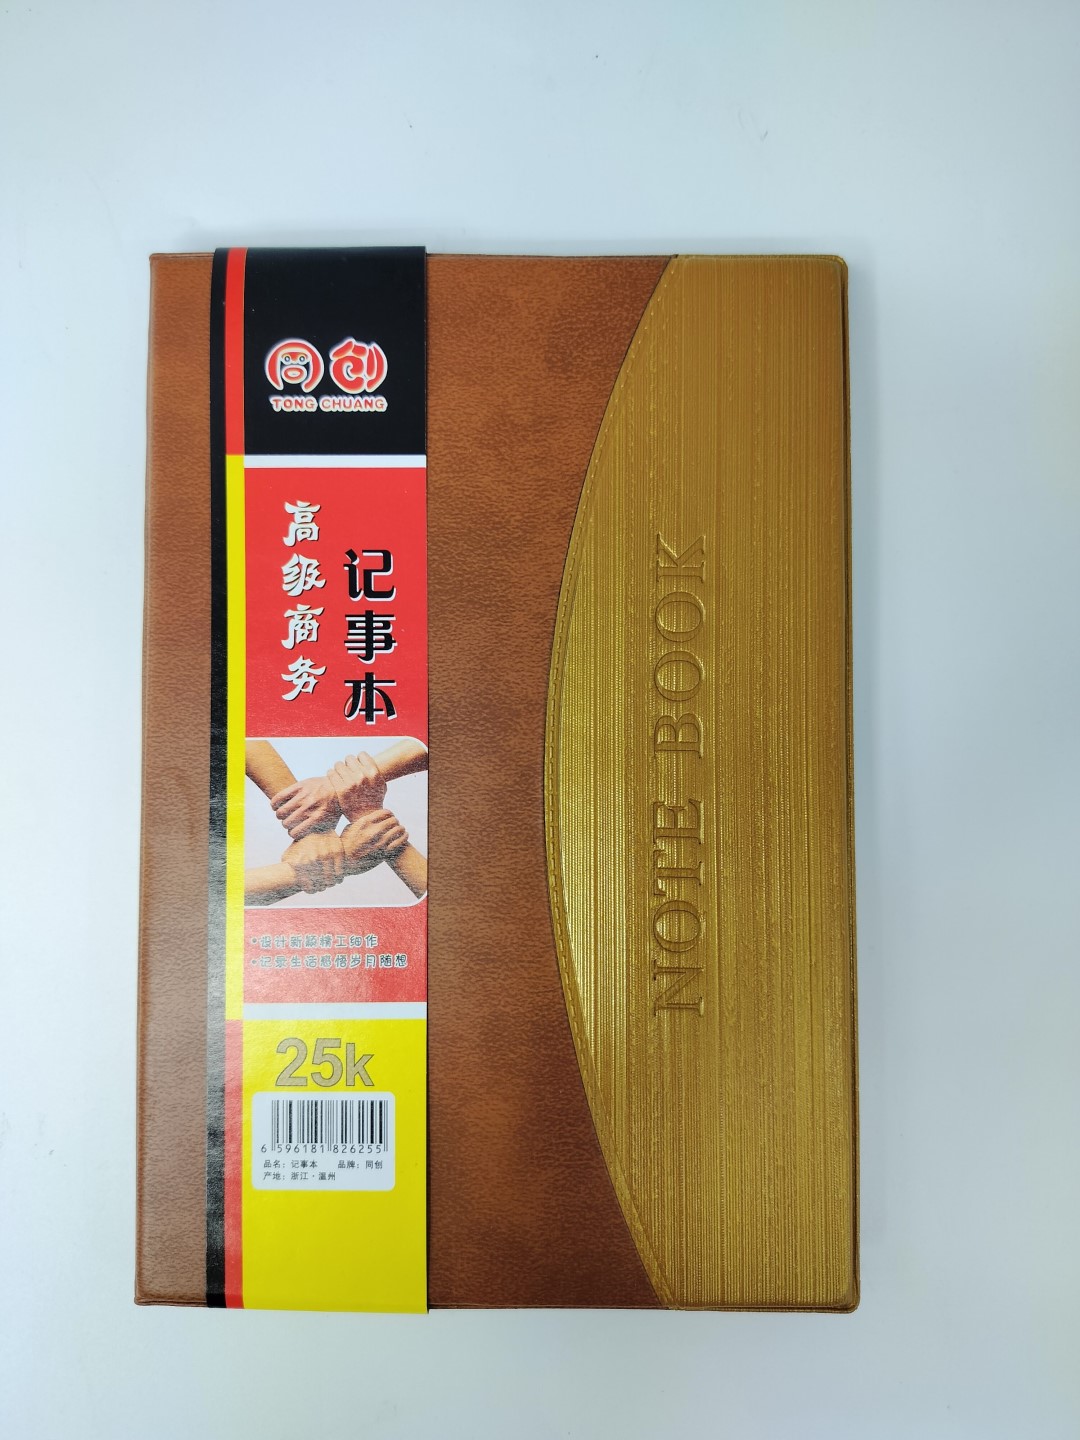 同创
TONG CHUANG
高级商务
记事本
•设计新颖精工细作
•记录生活感悟岁月随想
25k
6 596181 826255
品名：记事本 品牌：同创
产地：浙江·温州
NOTE BOOK